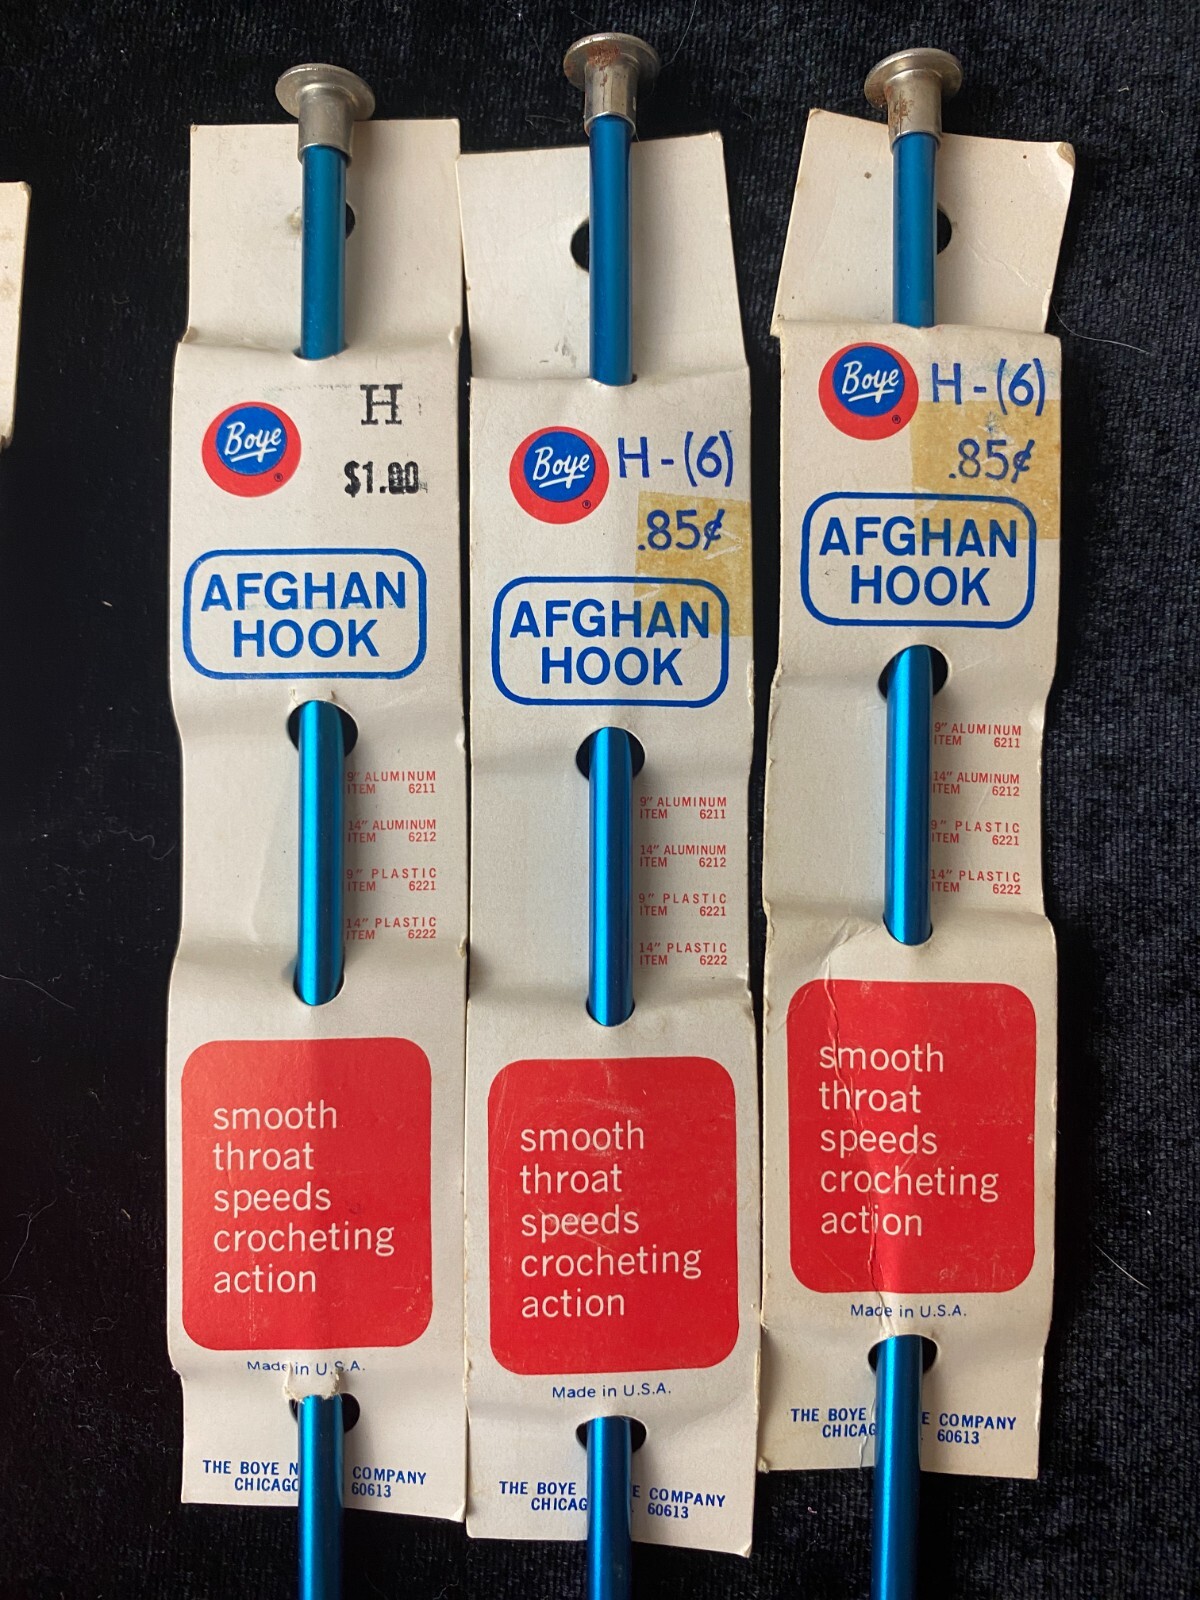 H
Boye
®
$1.00
AFGHAN
HOOK
9" ALUMINUM
ITEM 6211
14" ALUMINUM
ITEM 6212
9" PLASTIC
ITEM 6221
14" PLASTIC
ITEM 6222
smooth
throat
speeds
crocheting
action
Made in U.S.A.
THE BOYE N COMPANY
CHICAGO 60613
Boye H-(6)
®
.85¢
AFGHAN
HOOK
9" ALUMINUM
ITEM 6211
14" ALUMINUM
ITEM 6212
9" PLASTIC
ITEM 6221
14" PLASTIC
ITEM 6222
smooth
throat
speeds
crocheting
action
Made in U.S.A.
THE BOYE E COMPANY
CHICAG 60613
Boye H-(6)
®
.85¢
AFGHAN
HOOK
9" ALUMINUM
ITEM 6211
14" ALUMINUM
ITEM 6212
9" PLASTIC
ITEM 6221
14" PLASTIC
ITEM 6222
smooth
throat
speeds
crocheting
action
Made in U.S.A.
THE BOYE E COMPANY
CHICAG 60613